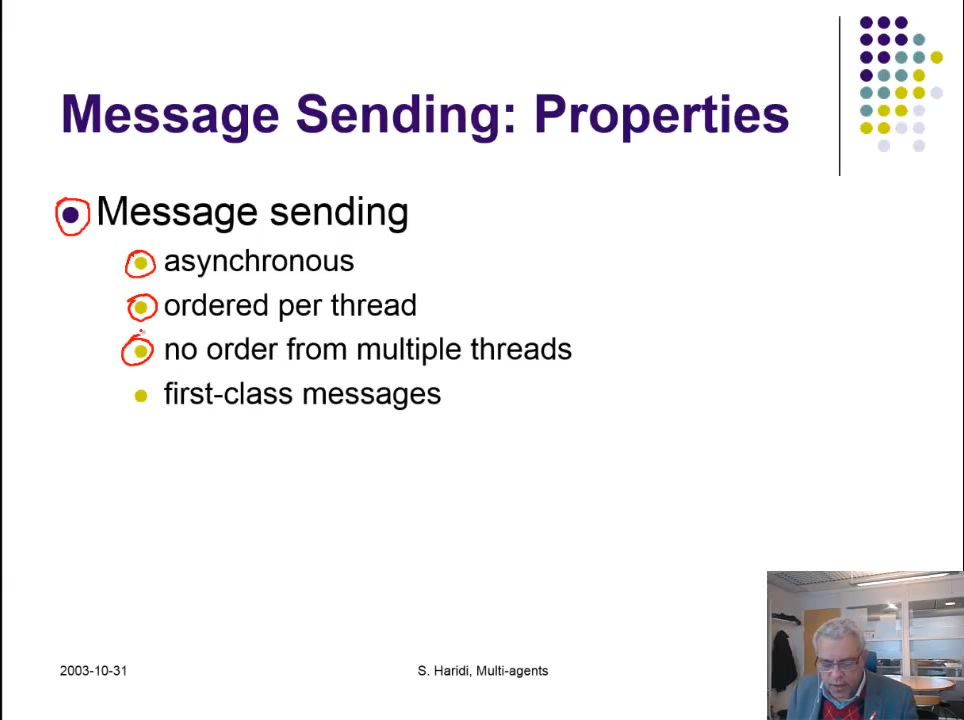 Message Sending: Properties
Message sending
asynchronous
ordered per thread
no order from multiple threads
first-class messages
2003-10-31
S. Haridi, Multi-agents